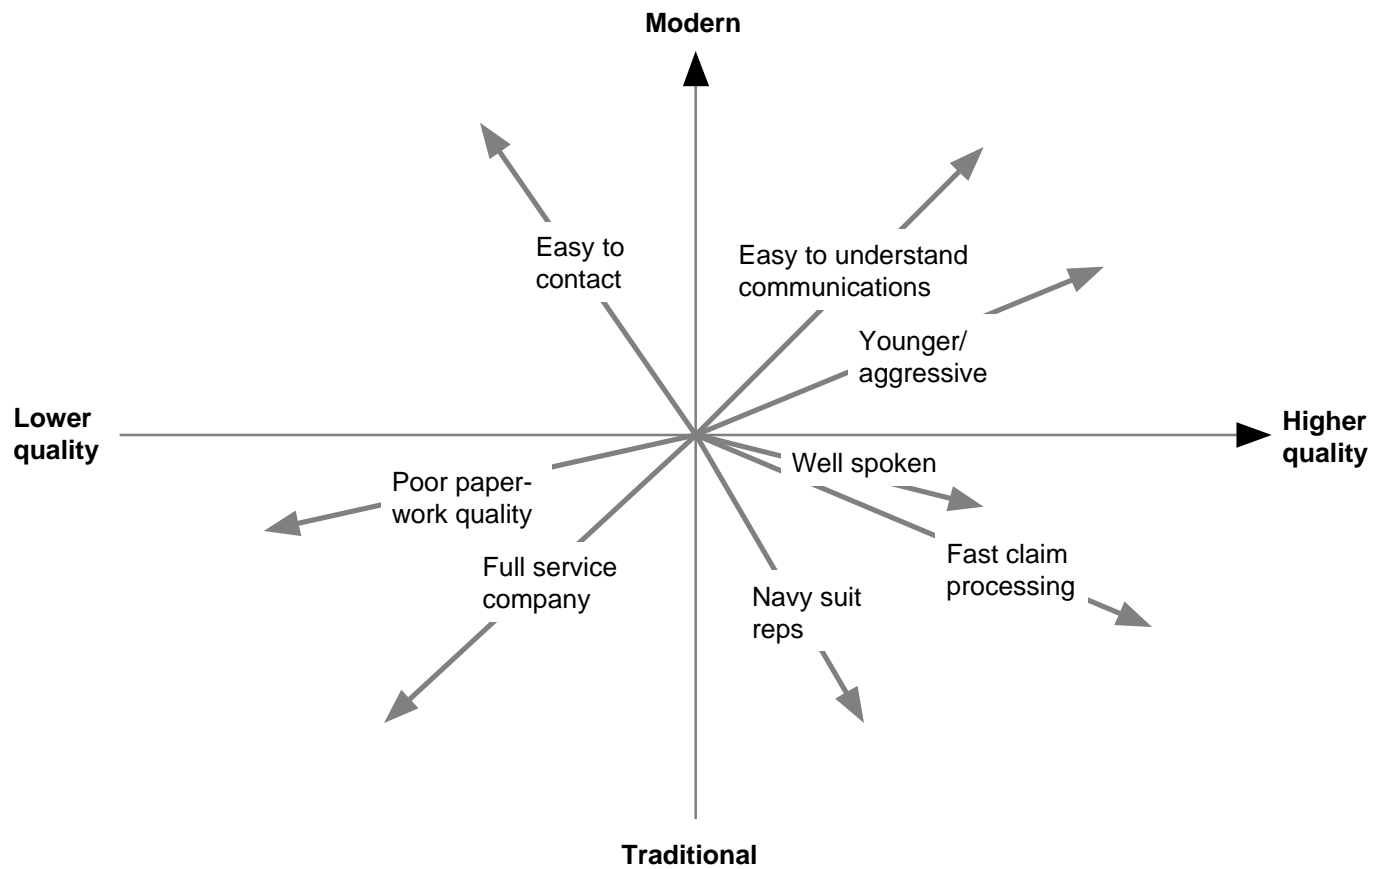 Modern
Easy to
contact
Easy to understand
communications
Younger/
aggressive
Lower
quality
Higher
quality
Well spoken
Poor paper-
work quality
Fast claim
processing
Full service
company
Navy suit
reps
Traditional